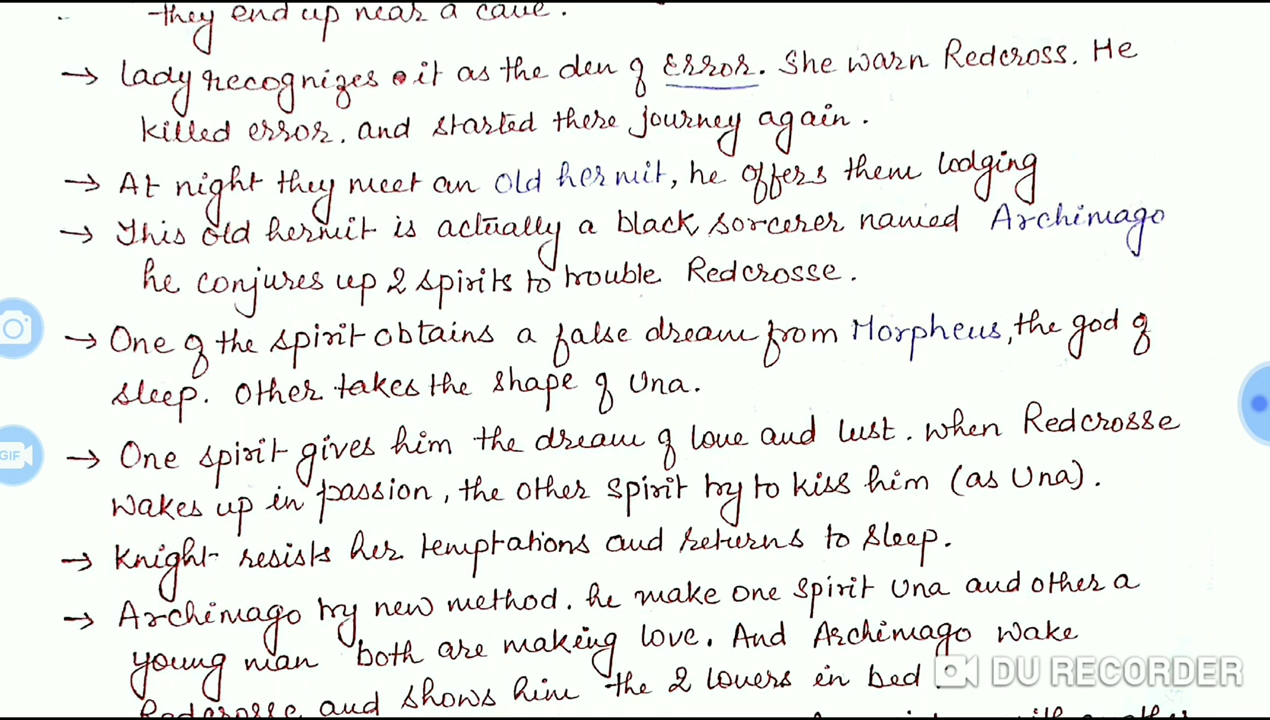 they end up near a cave.
→ Lady recognizes it as the den of error. She warn Redcross. He
killed error. and started there journey again.
→ At night they meet an old hermit, he offers them lodging
→ This old hermit is actually a black sorcerer named Archimago
he conjures up 2 spirits to trouble Redcrosse.
→ One of the spirit obtains a false dream from Morpheus, the god of
sleep. Other takes the shape of Una.
→ One spirit gives him the dream of love and lust. when Redcrosse
wakes up in passion, the other spirit try to kiss him (as Una).
→ Knight resists her temptations and returns to sleep.
→ Archimago try new method. he make one spirit Una and other a
young man both are making love. And Archimago wake
Redcrosse and shows him the 2 lovers in bed.
GIF
DU RECORDER